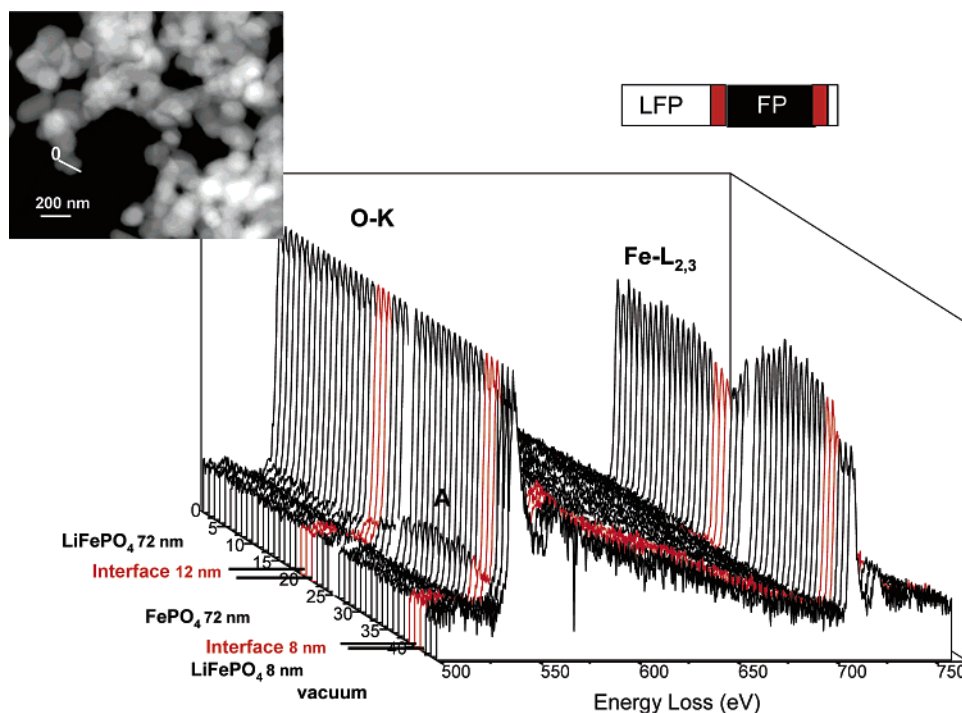 0
200 nm
LFP FP
O-K
Fe-L2,3
A
0
5
10
15
20
25
30
35
40
LiFePO4 72 nm
Interface 12 nm
FePO4 72 nm
Interface 8 nm
LiFePO4 8 nm
vacuum
500 550 600 650 700 750
Energy Loss (eV)